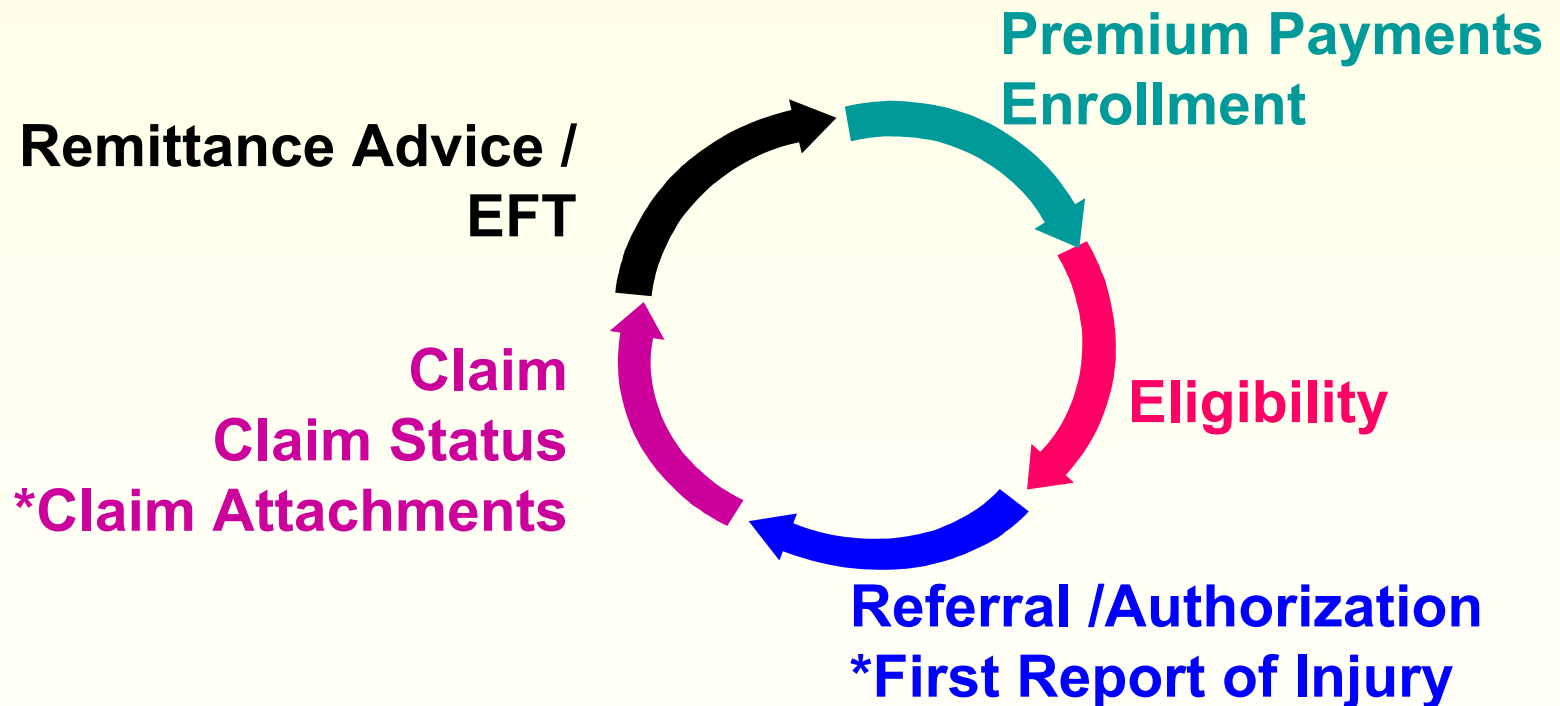 Premium Payments
Enrollment
Eligibility
Referral /Authorization
*First Report of Injury
Claim
Claim Status
*Claim Attachments
Remittance Advice /
EFT